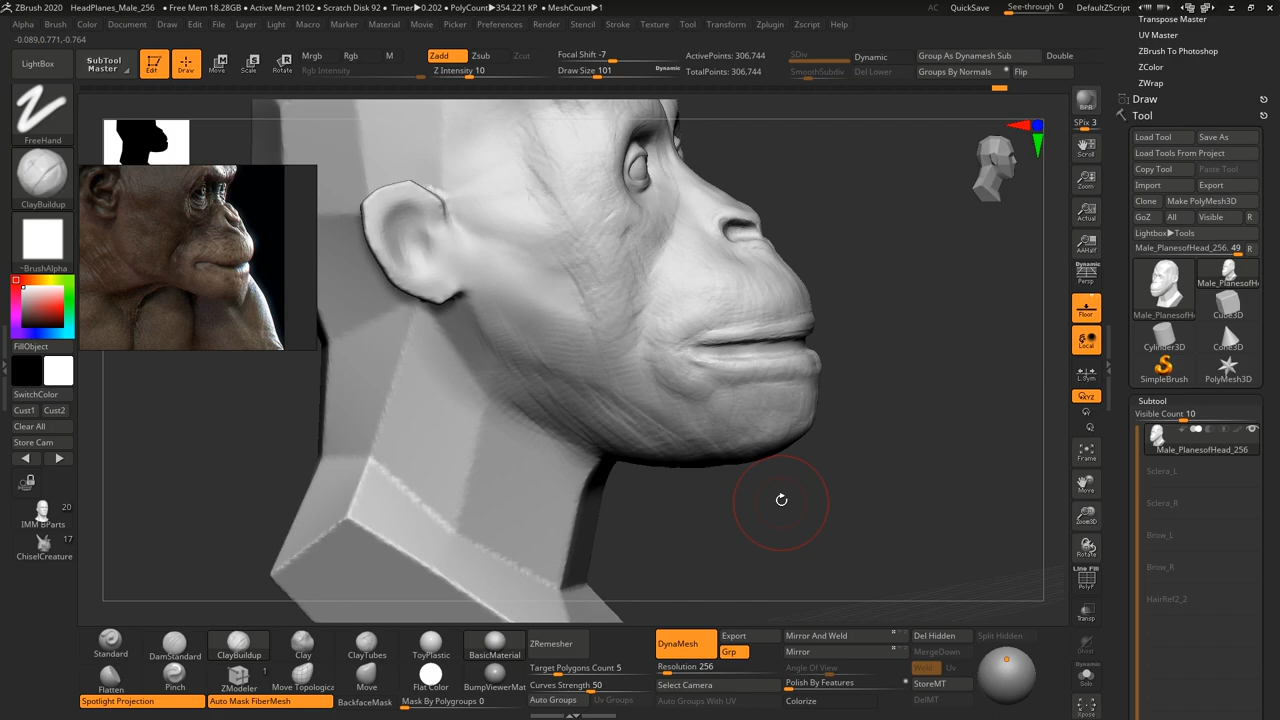 ZBrush 2020 HeadPlanes_Male_256 ● Free Mem 18.28GB ● Active Mem 2102 ● Scratch Disk 92 ● Timer▶0.202 ● PolyCount▶354.221 KP ● MeshCount▶1
AC QuickSave See-through 0 DefaultZScript
Alpha Brush Color Document Draw Edit File Layer Light Macro Marker Material Movie Picker Preferences Render Stencil Stroke Texture Tool Transform Zplugin Zscript Help
-0.089,0.771,-0.764
LightBox
SubTool Master
Edit Draw Move Scale Rotate
Mrgb Rgb M
Rgb Intensity
Zadd Zsub Zcut
Z Intensity 10
Focal Shift -7
Draw Size 101 Dynamic
ActivePoints: 306,744
TotalPoints: 306,744
SDiv Dynamic
SmoothSubdiv Del Lower
Group As Dynamesh Sub Double
Groups By Normals Flip
FreeHand
ClayBuildup
~BrushAlpha
FillObject
SwitchColor
Cust1 Cust2
Clear All
Store Cam
20
IMM BParts
17
ChiselCreature
BPR
SPix 3
Scroll
Zoom
Actual
AAHalf
Dynamic
Persp
Floor
Local
L.Sym
XYZ
Frame
Move
Zoom3D
Rotate
Line Fill
PolyF
Transp
Ghost
Dynamic
Solo
Xpose
Transpose Master
UV Master
ZBrush To Photoshop
ZColor
ZWrap
Draw
Tool
Load Tool Save As
Load Tools From Project
Copy Tool Paste Tool
Import Export
Clone Make PolyMesh3D
GoZ All Visible R
Lightbox▶Tools
Male_PlanesofHead_256. 49 R
Male_PlanesofH Male_PlanesofHe
Cube3D
Cylinder3D Cone3D
SimpleBrush PolyMesh3D
Subtool
Visible Count 10
Male_PlanesofHead_256
Sclera_L
Sclera_R
Brow_L
Brow_R
HairRef2_2
Standard DamStandard ClayBuildup Clay ClayTubes ToyPlastic BasicMaterial
Flatten Pinch ZModeler 1 Move Topologica Move Flat Color BumpViewerMat
Spotlight Projection Auto Mask FiberMesh BackfaceMask Mask By Polygroups 0
ZRemesher
Target Polygons Count 5
Curves Strength 50
Auto Groups Uv Groups
DynaMesh Export
Grp
Resolution 256
Select Camera
Auto Groups With UV
Mirror And Weld
Mirror
Angle Of View
Polish By Features
Colorize
Del Hidden Split Hidden
MergeDown
Weld Uv
StoreMT
DelMT